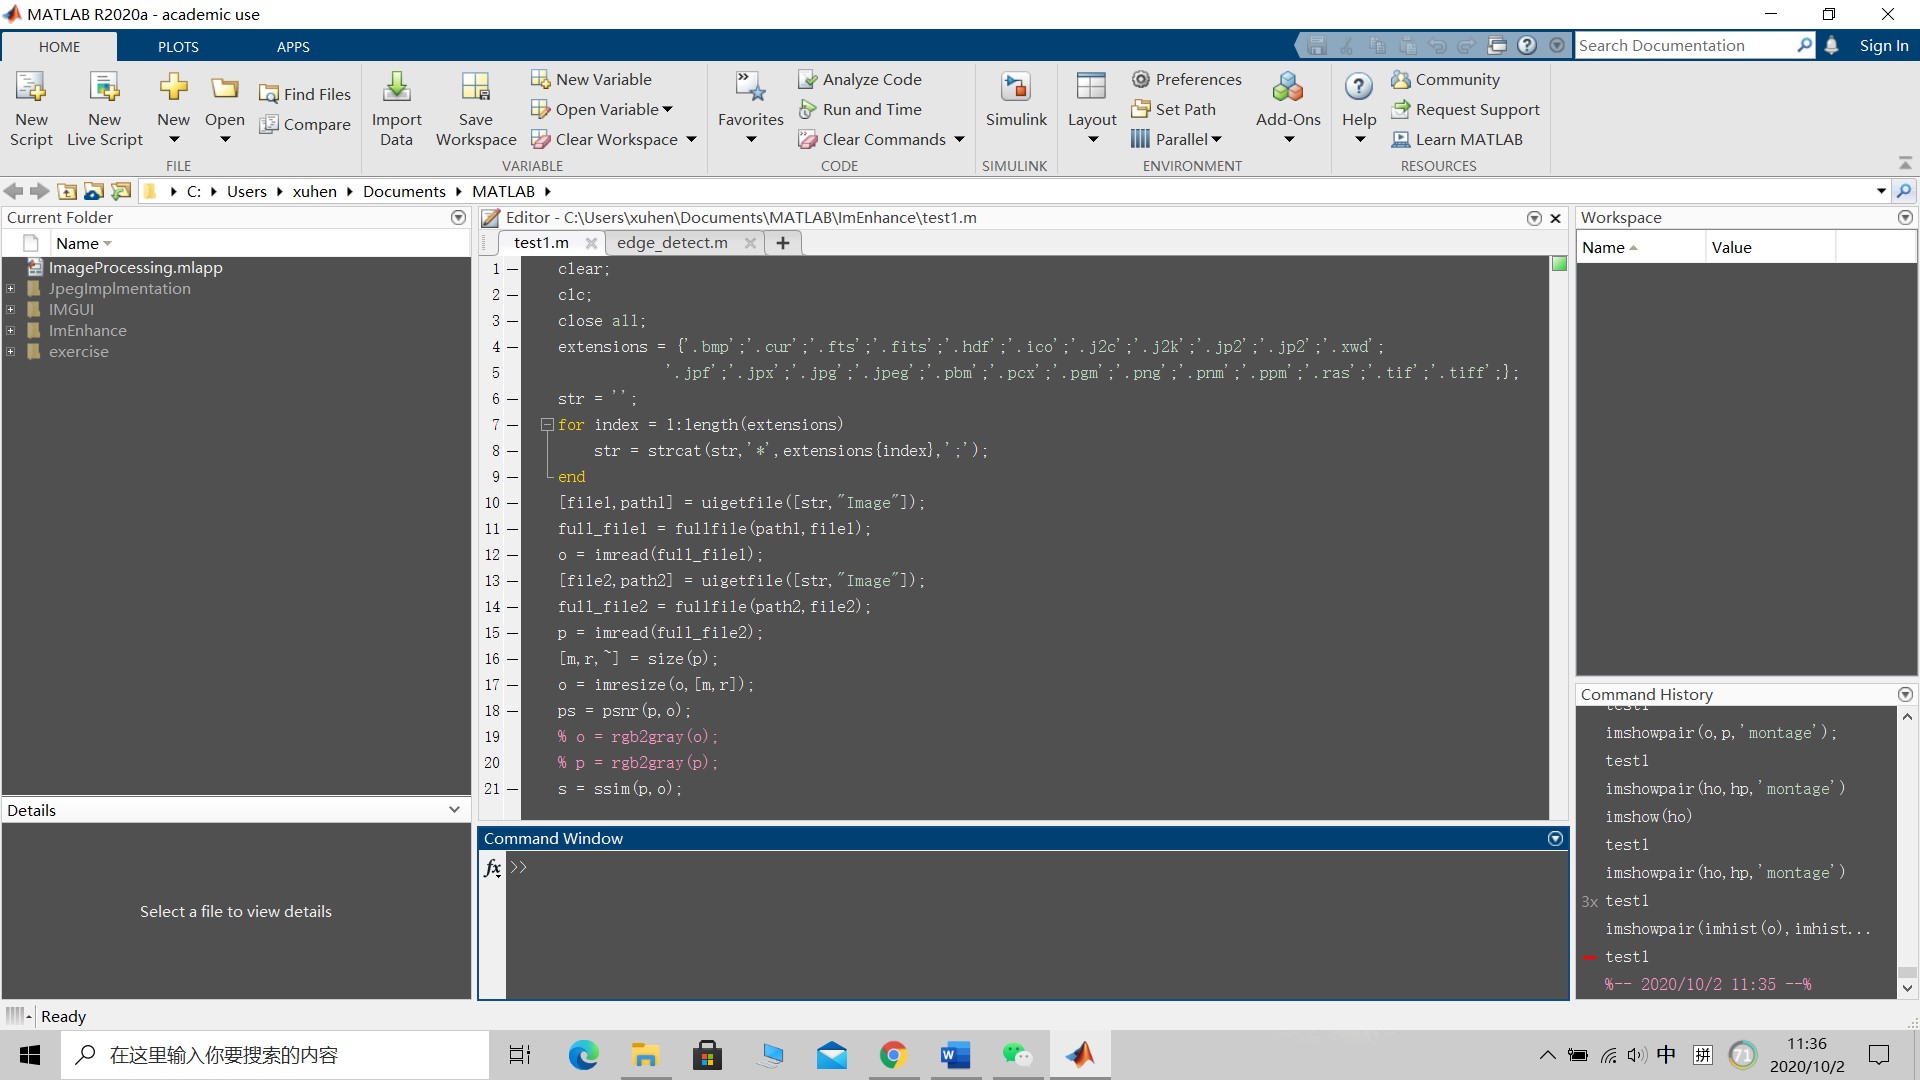 MATLAB R2020a - academic use
HOME PLOTS APPS
Search Documentation
Sign In
New Script
New Live Script
New
Open
Find Files
Compare
FILE
Import Data
Save Workspace
New Variable
Open Variable
Clear Workspace
VARIABLE
Favorites
Analyze Code
Run and Time
Clear Commands
CODE
Simulink
SIMULINK
Layout
Preferences
Set Path
Parallel
Add-Ons
ENVIRONMENT
Help
Community
Request Support
Learn MATLAB
RESOURCES
C: Users xuhen Documents MATLAB
Current Folder
Name
ImageProcessing.mlapp
JpegImplmentation
IMGUI
ImEnhance
exercise
Details
Select a file to view details
Editor - C:\Users\xuhen\Documents\MATLAB\ImEnhance\test1.m
test1.m edge_detect.m
1 clear;
2 clc;
3 close all;
4 extensions = {'.bmp';'.cur';'.fts';'.fits';'.hdf';'.ico';'.j2c';'.j2k';'.jp2';'.jp2';'.xwd';
5 '.jpf';'.jpx';'.jpg';'.jpeg';'.pbm';'.pcx';'.pgm';'.png';'.pnm';'.ppm';'.ras';'.tif';'.tiff';};
6 str = '';
7 for index = 1:length(extensions)
8 str = strcat(str,'*',extensions{index},';');
9 end
10 [file1,path1] = uigetfile([str,"Image"]);
11 full_file1 = fullfile(path1,file1);
12 o = imread(full_file1);
13 [file2,path2] = uigetfile([str,"Image"]);
14 full_file2 = fullfile(path2,file2);
15 p = imread(full_file2);
16 [m,r,~] = size(p);
17 o = imresize(o,[m,r]);
18 ps = psnr(p,o);
19 % o = rgb2gray(o);
20 % p = rgb2gray(p);
21 s = ssim(p,o);
Command Window
fx >>
Workspace
Name Value
Command History
test1
imshowpair(o,p,'montage');
test1
imshowpair(ho,hp,'montage')
imshow(ho)
test1
imshowpair(ho,hp,'montage')
3x test1
imshowpair(imhist(o),imhist...
test1
%-- 2020/10/2 11:35 --%
Ready
在这里输入你要搜索的内容
中
拼
71
11:36
2020/10/2